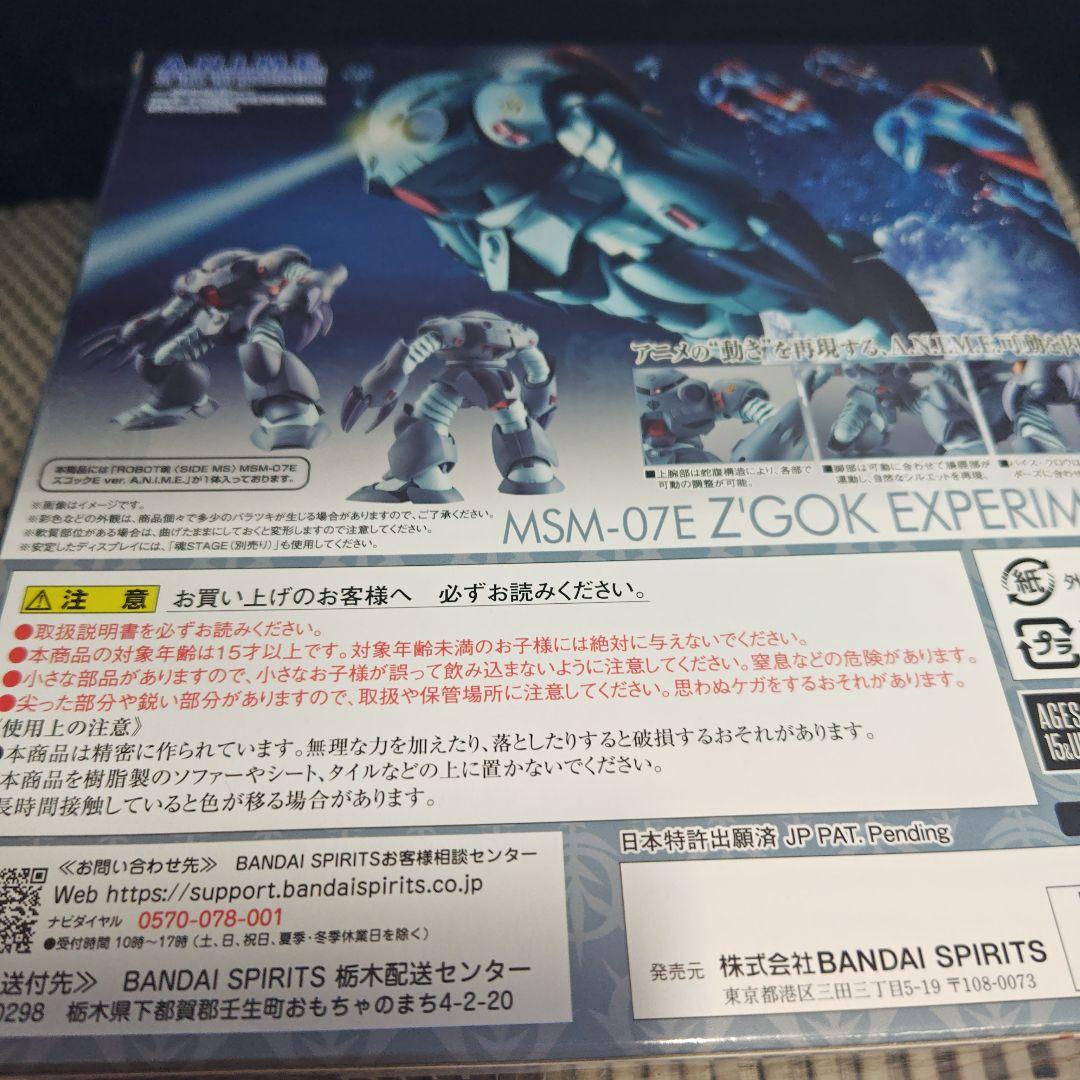 A.N.I.M.E.
アニメの"動き"を再現する、A.N.I.M.E.可動を内
■上腕部は蛇腹構造により、各部で
可動の調整が可能。
■脚部は可動に合わせて膝隈部が
連動し、自然なシルエットを再現。
■バイス・クロウは
ポーズに合わせ
本商品には「ROBOT魂〈SIDE MS〉MSM-07E
ズゴックE ver. A.N.I.M.E.」が1体入っております。
※画像はイメージです。
※彩色などの外観は、商品個々で多少のバラツキが生じる場合がありますので、ご了承ください。
※軟質部位がある場合は、曲げたままにしておくと変形しますので注意してください。
※安定したディスプレイには、「魂STAGE(別売り)」も使用してください。
MSM-07E Z'GOK EXPERIM
注意 お買い上げのお客様へ 必ずお読みください。
●取扱説明書を必ずお読みください。
●本商品の対象年齢は15才以上です。対象年齢未満のお子様には絶対に与えないでください。
●小さな部品がありますので、小さなお子様が誤って飲み込まないように注意してください。窒息などの危険があります。
●尖った部分や鋭い部分がありますので、取扱や保管場所に注意してください。思わぬケガをするおそれがあります。
使用上の注意》
●本商品は精密に作られています。無理な力を加えたり、落としたりすると破損するおそれがあります。
本商品を樹脂製のソファーやシート、タイルなどの上に置かないでください。
長時間接触していると色が移る場合があります。
紙 外
プラ
AGES
15&U
日本特許出願済 JP PAT. Pending
≪お問い合わせ先≫ BANDAI SPIRITSお客様相談センター
Web https://support.bandaispirits.co.jp
ナビダイヤル 0570-078-001
●受付時間 10時～17時(土、日、祝日、夏季・冬季休業日を除く)
送付先≫ BANDAI SPIRITS 栃木配送センター
0298 栃木県下都賀郡壬生町おもちゃのまち4-2-20
発売元 株式会社BANDAI SPIRITS
東京都港区三田三丁目5-19 〒108-0073